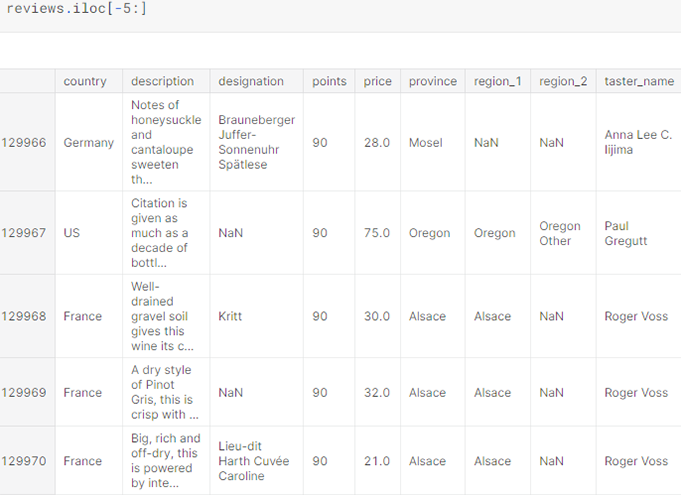 reviews.iloc[-5:]
country description designation points price province region_1 region_2 taster_name
129966 Germany Notes of honeysuckle and cantaloupe sweeten th... Brauneberger Juffer-Sonnenuhr Spätlese 90 28.0 Mosel NaN NaN Anna Lee C. Iijima
129967 US Citation is given as much as a decade of bottl... NaN 90 75.0 Oregon Oregon Oregon Other Paul Gregutt
129968 France Well-drained gravel soil gives this wine its c... Kritt 90 30.0 Alsace Alsace NaN Roger Voss
129969 France A dry style of Pinot Gris, this is crisp with ... NaN 90 32.0 Alsace Alsace NaN Roger Voss
129970 France Big, rich and off-dry, this is powered by inte... Lieu-dit Harth Cuvée Caroline 90 21.0 Alsace Alsace NaN Roger Voss